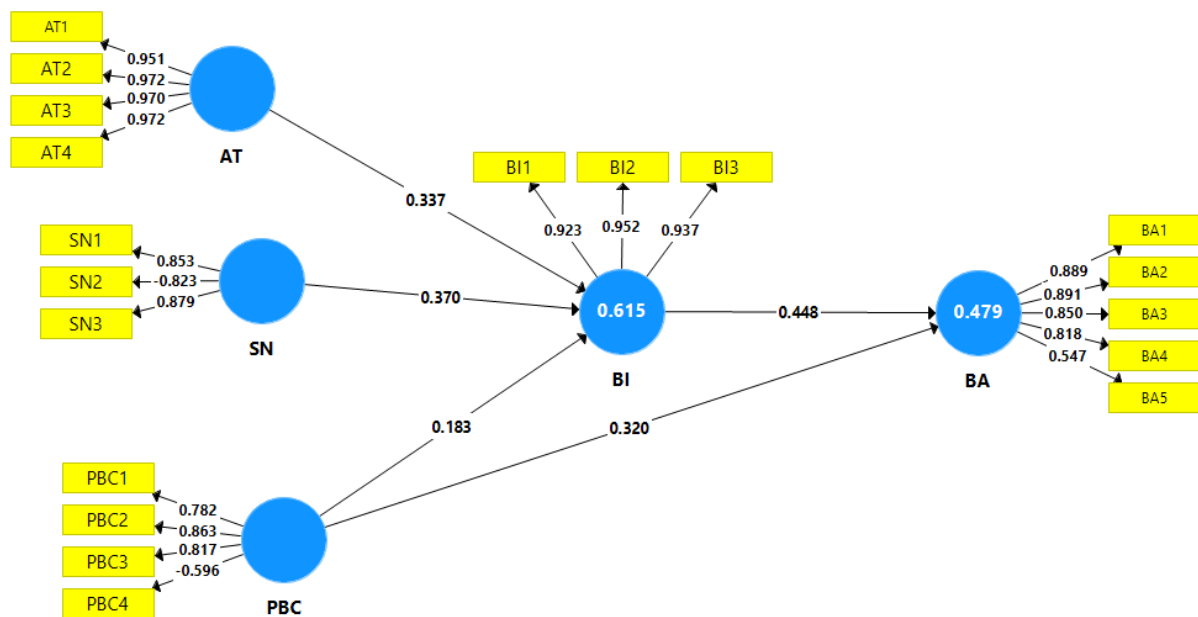 AT1
AT2
AT3
AT4
0.951
0.972
0.970
0.972
AT
0.337
SN1
SN2
SN3
0.853
-0.823
0.879
SN
0.370
BI1
BI2
BI3
0.923
0.952
0.937
0.615
BI
0.448
BA1
BA2
BA3
BA4
BA5
0.889
0.891
0.850
0.818
0.547
0.479
BA
0.183
0.320
PBC1
PBC2
PBC3
PBC4
0.782
0.863
0.817
-0.596
PBC